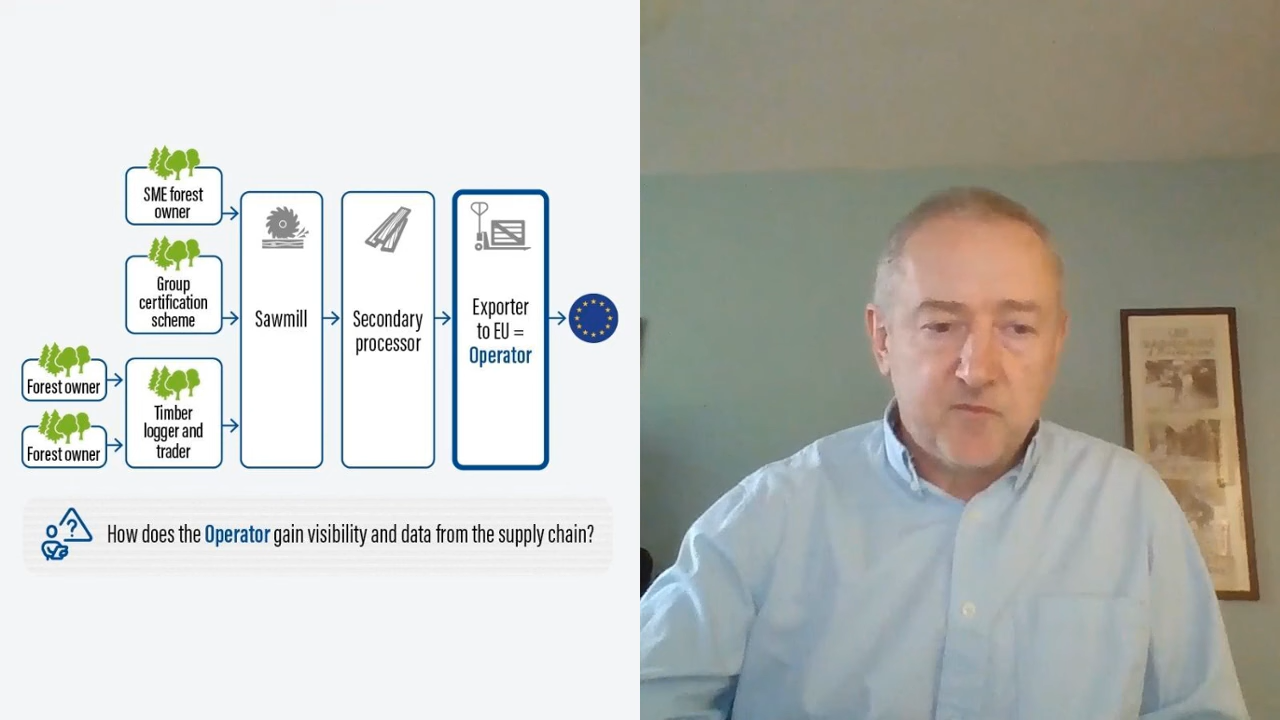 SME forest
owner
Group
certification
scheme
Forest owner
Forest owner
Timber
logger and
trader
Sawmill
Secondary
processor
Exporter
to EU =
Operator
?
How does the Operator gain visibility and data from the supply chain?